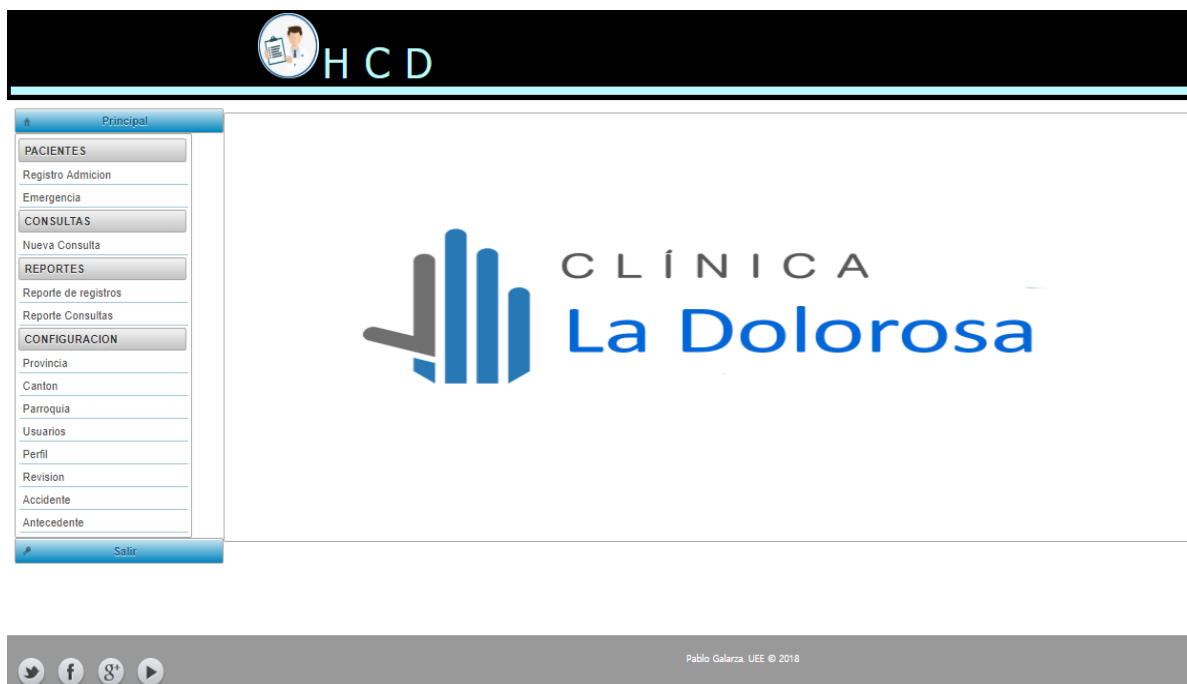 H C D
Principal
PACIENTES
Registro Admicion
Emergencia
CONSULTAS
Nueva Consulta
REPORTES
Reporte de registros
Reporte Consultas
CONFIGURACION
Provincia
Canton
Parroquia
Usuarios
Perfil
Revision
Accidente
Antecedente
Salir
CLÍNICA
La Dolorosa
Pablo Galarza. UEE © 2018